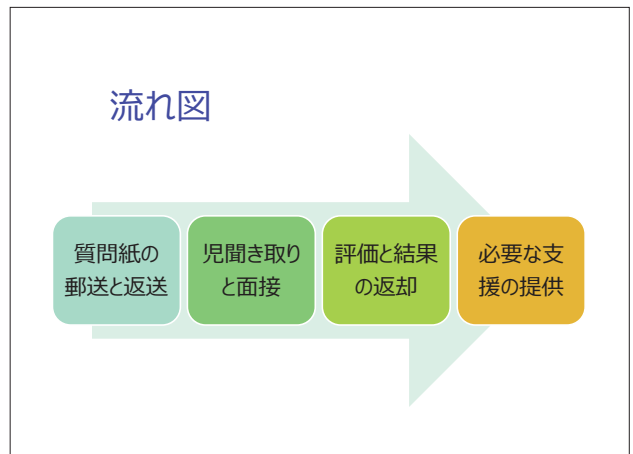 流れ図
質問紙の
郵送と返送
児聞き取り
と面接
評価と結果
の返却
必要な支
援の提供